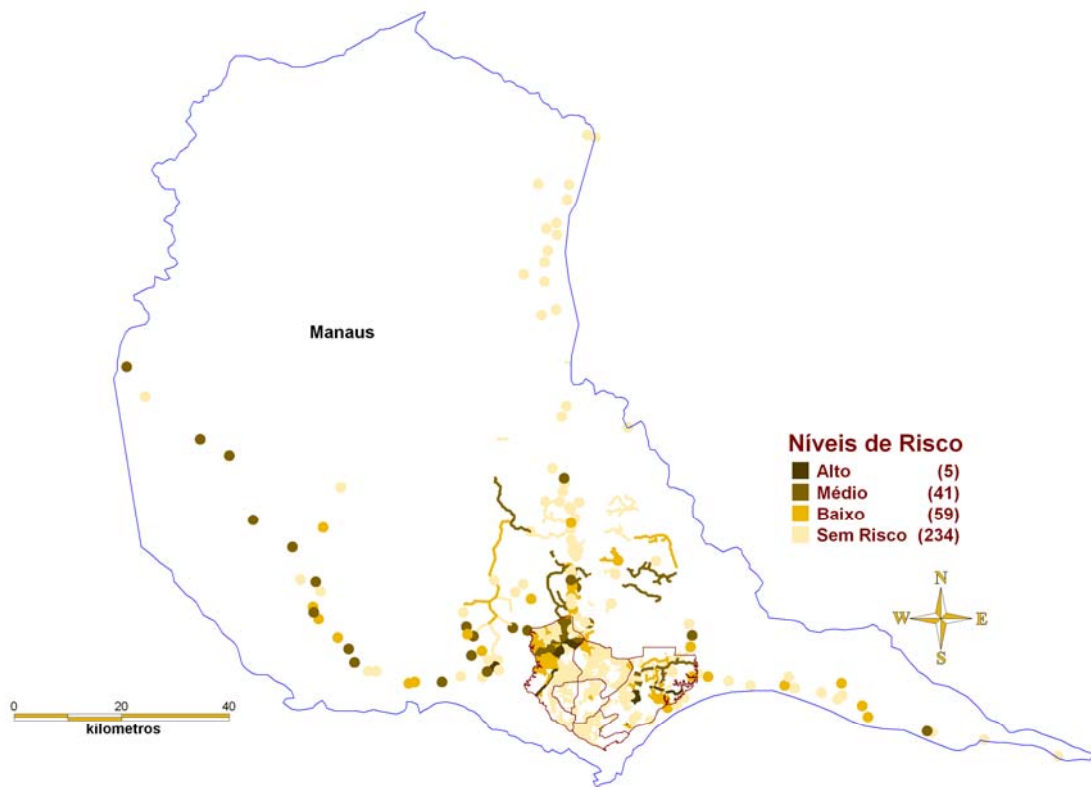 Manaus
Níveis de Risco
Alto (5)
Médio (41)
Baixo (59)
Sem Risco (234)
N
W E
S
0 20 40
kilometros